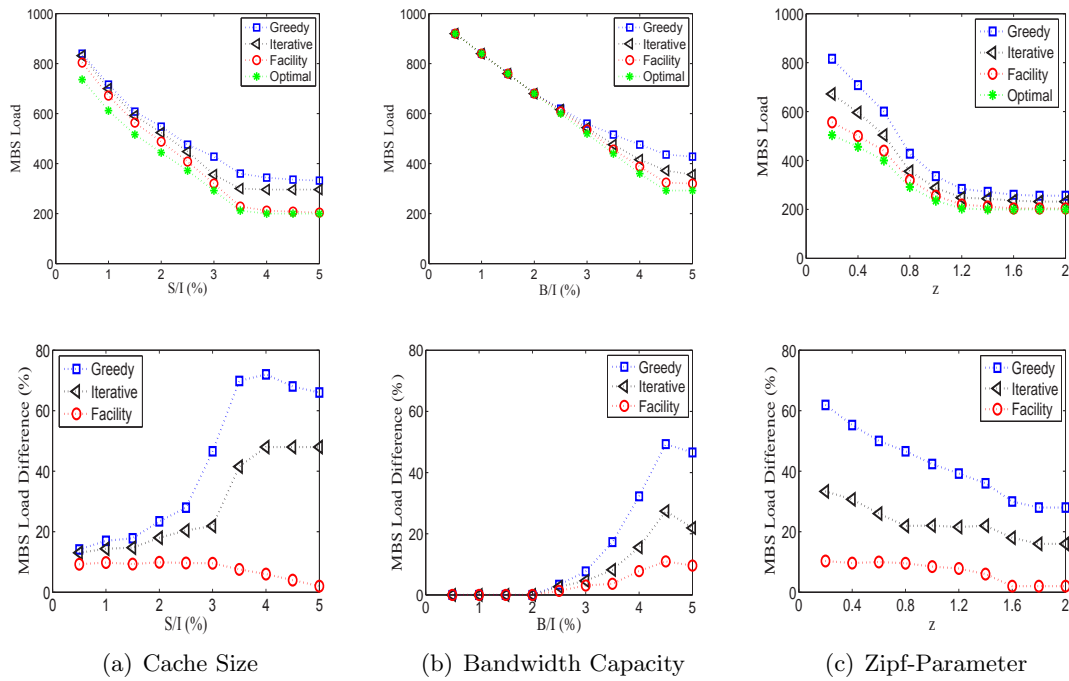 1000
800
600
400
200
0
MBS Load
0 1 2 3 4 5
S/I (%)
Greedy
Iterative
Facility
Optimal
1000
800
600
400
200
0
MBS Load
0 1 2 3 4 5
B/I (%)
Greedy
Iterative
Facility
Optimal
1000
800
600
400
200
0
MBS Load
0 0.4 0.8 1.2 1.6 2
z
Greedy
Iterative
Facility
Optimal
80
60
40
20
0
MBS Load Difference (%)
0 1 2 3 4 5
S/I (%)
Greedy
Iterative
Facility
80
60
40
20
0
MBS Load Difference (%)
0 1 2 3 4 5
B/I (%)
Greedy
Iterative
Facility
80
60
40
20
0
MBS Load Difference (%)
0 0.4 0.8 1.2 1.6 2
z
Greedy
Iterative
Facility
(a) Cache Size
(b) Bandwidth Capacity
(c) Zipf-Parameter